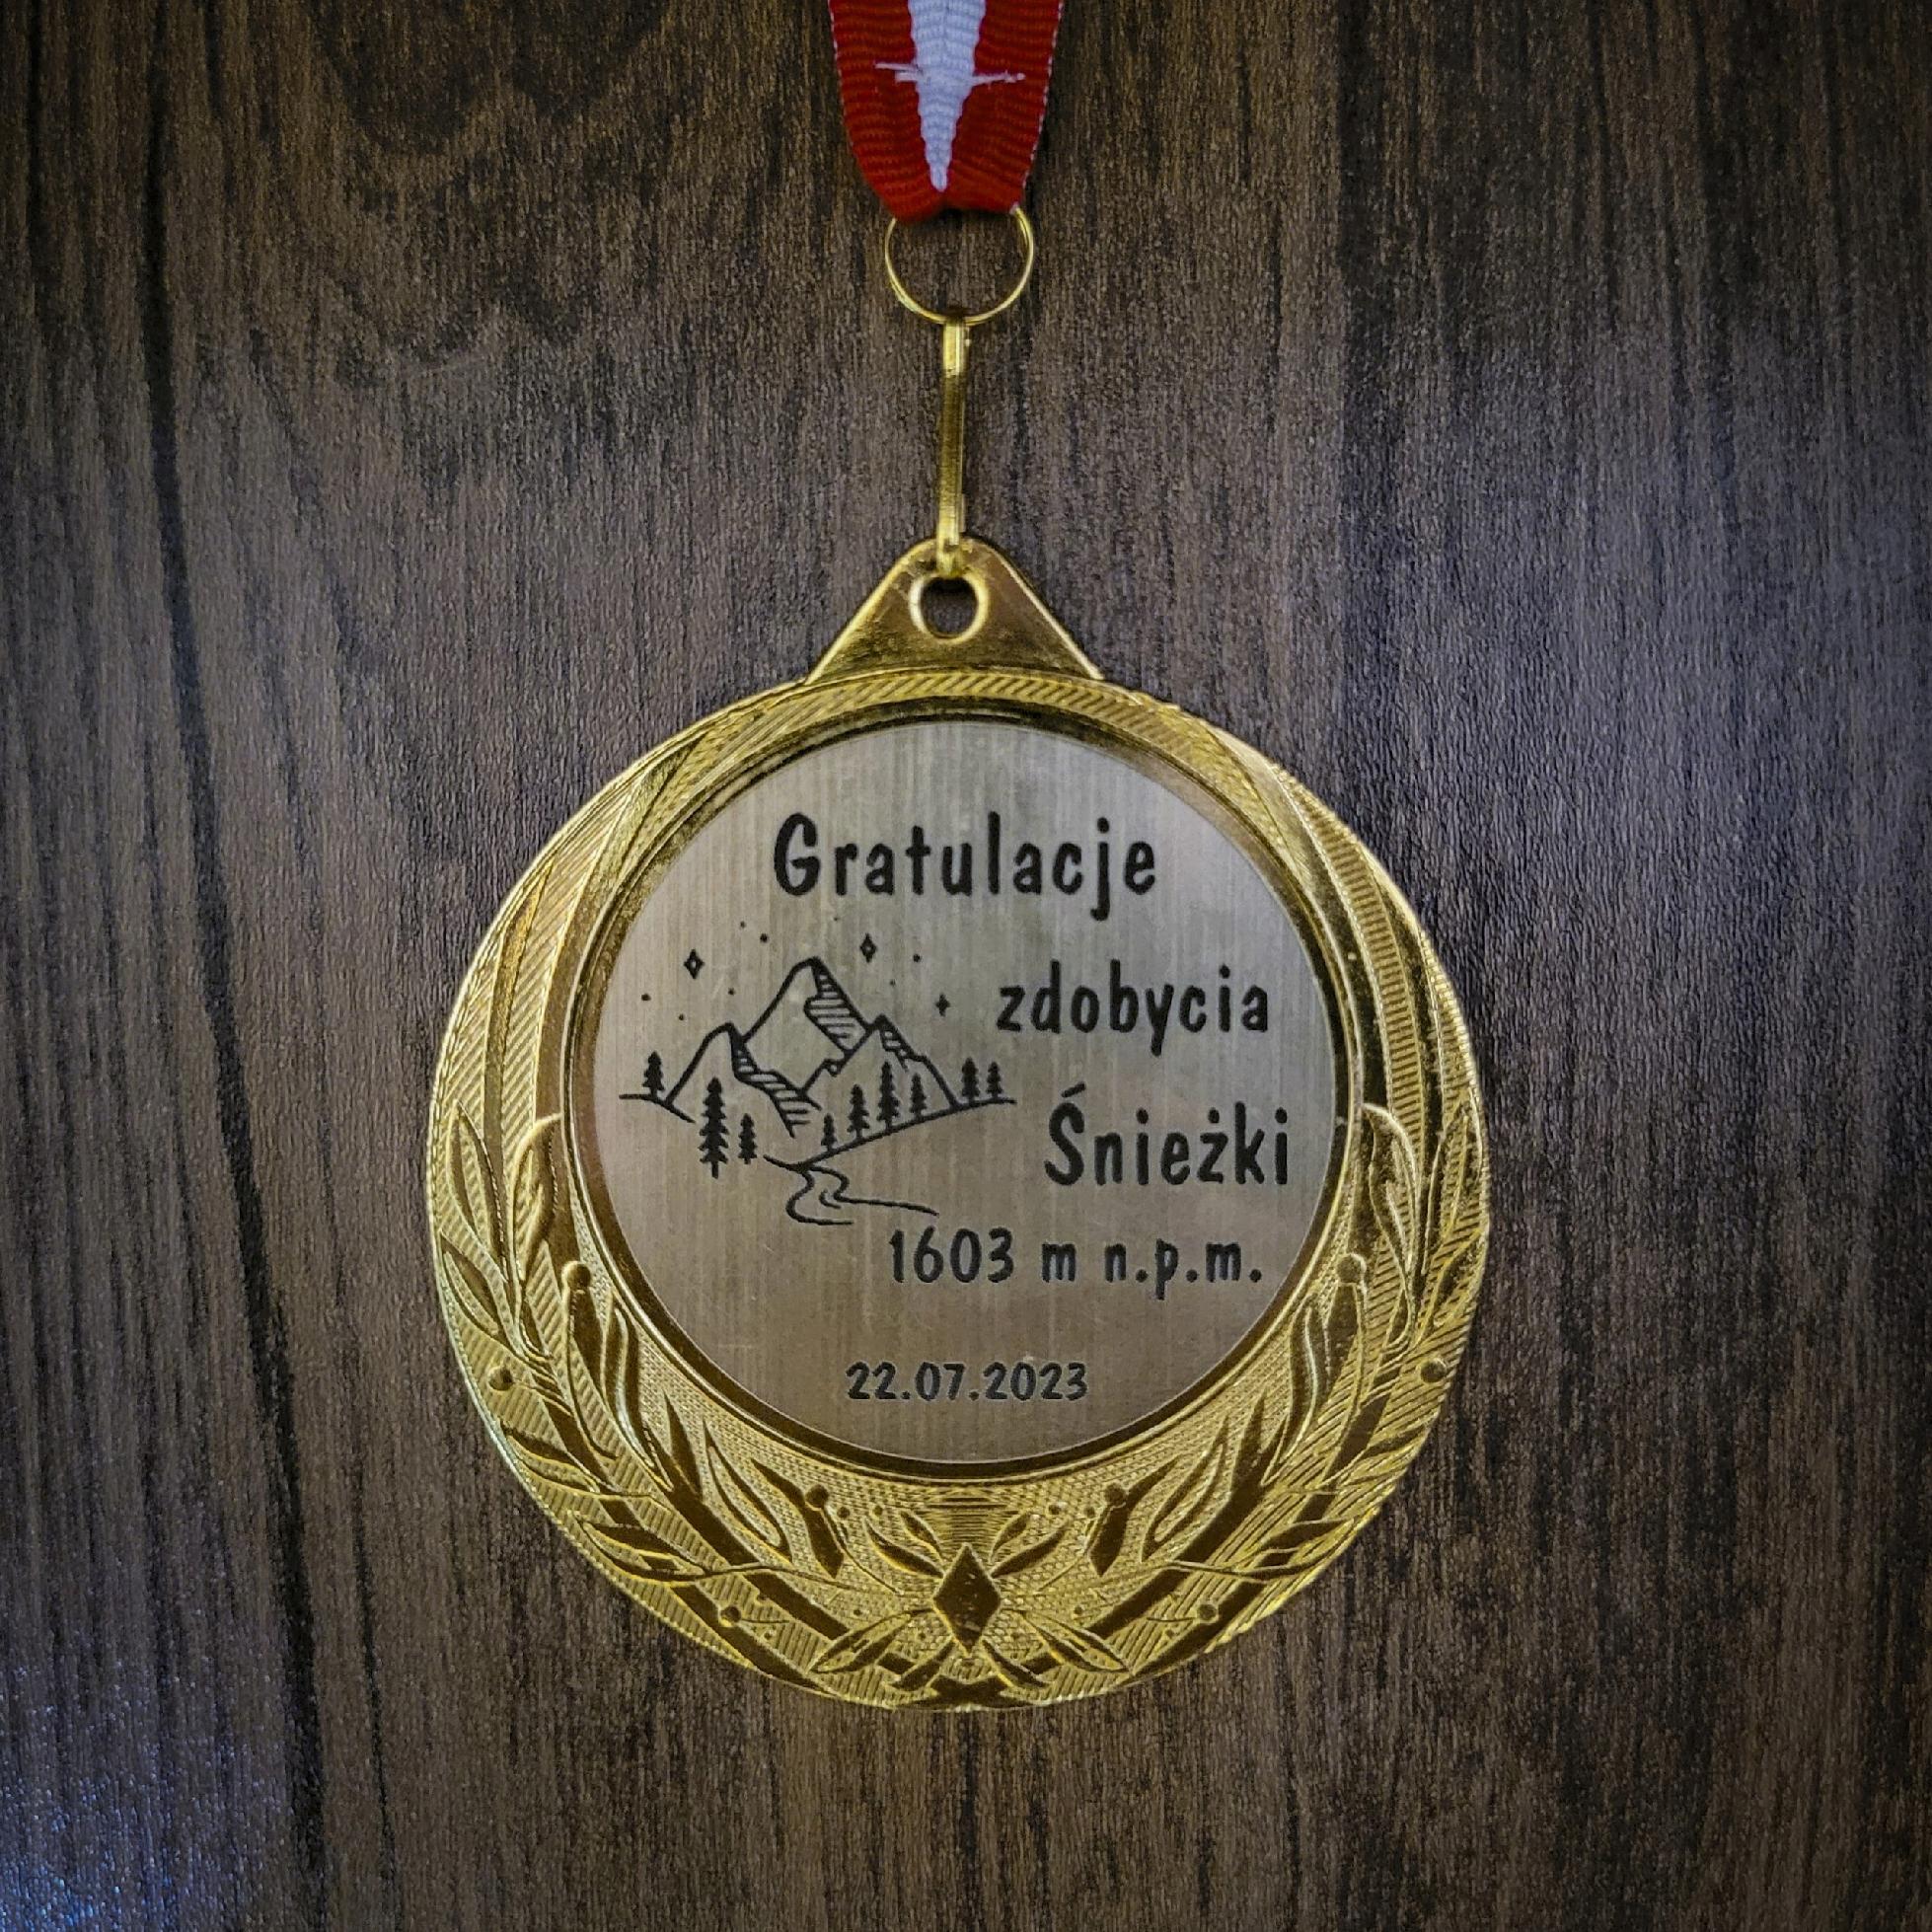 Gratulacje
zdobycia
Śnieżki
1603 m n.p.m.
22.07.2023